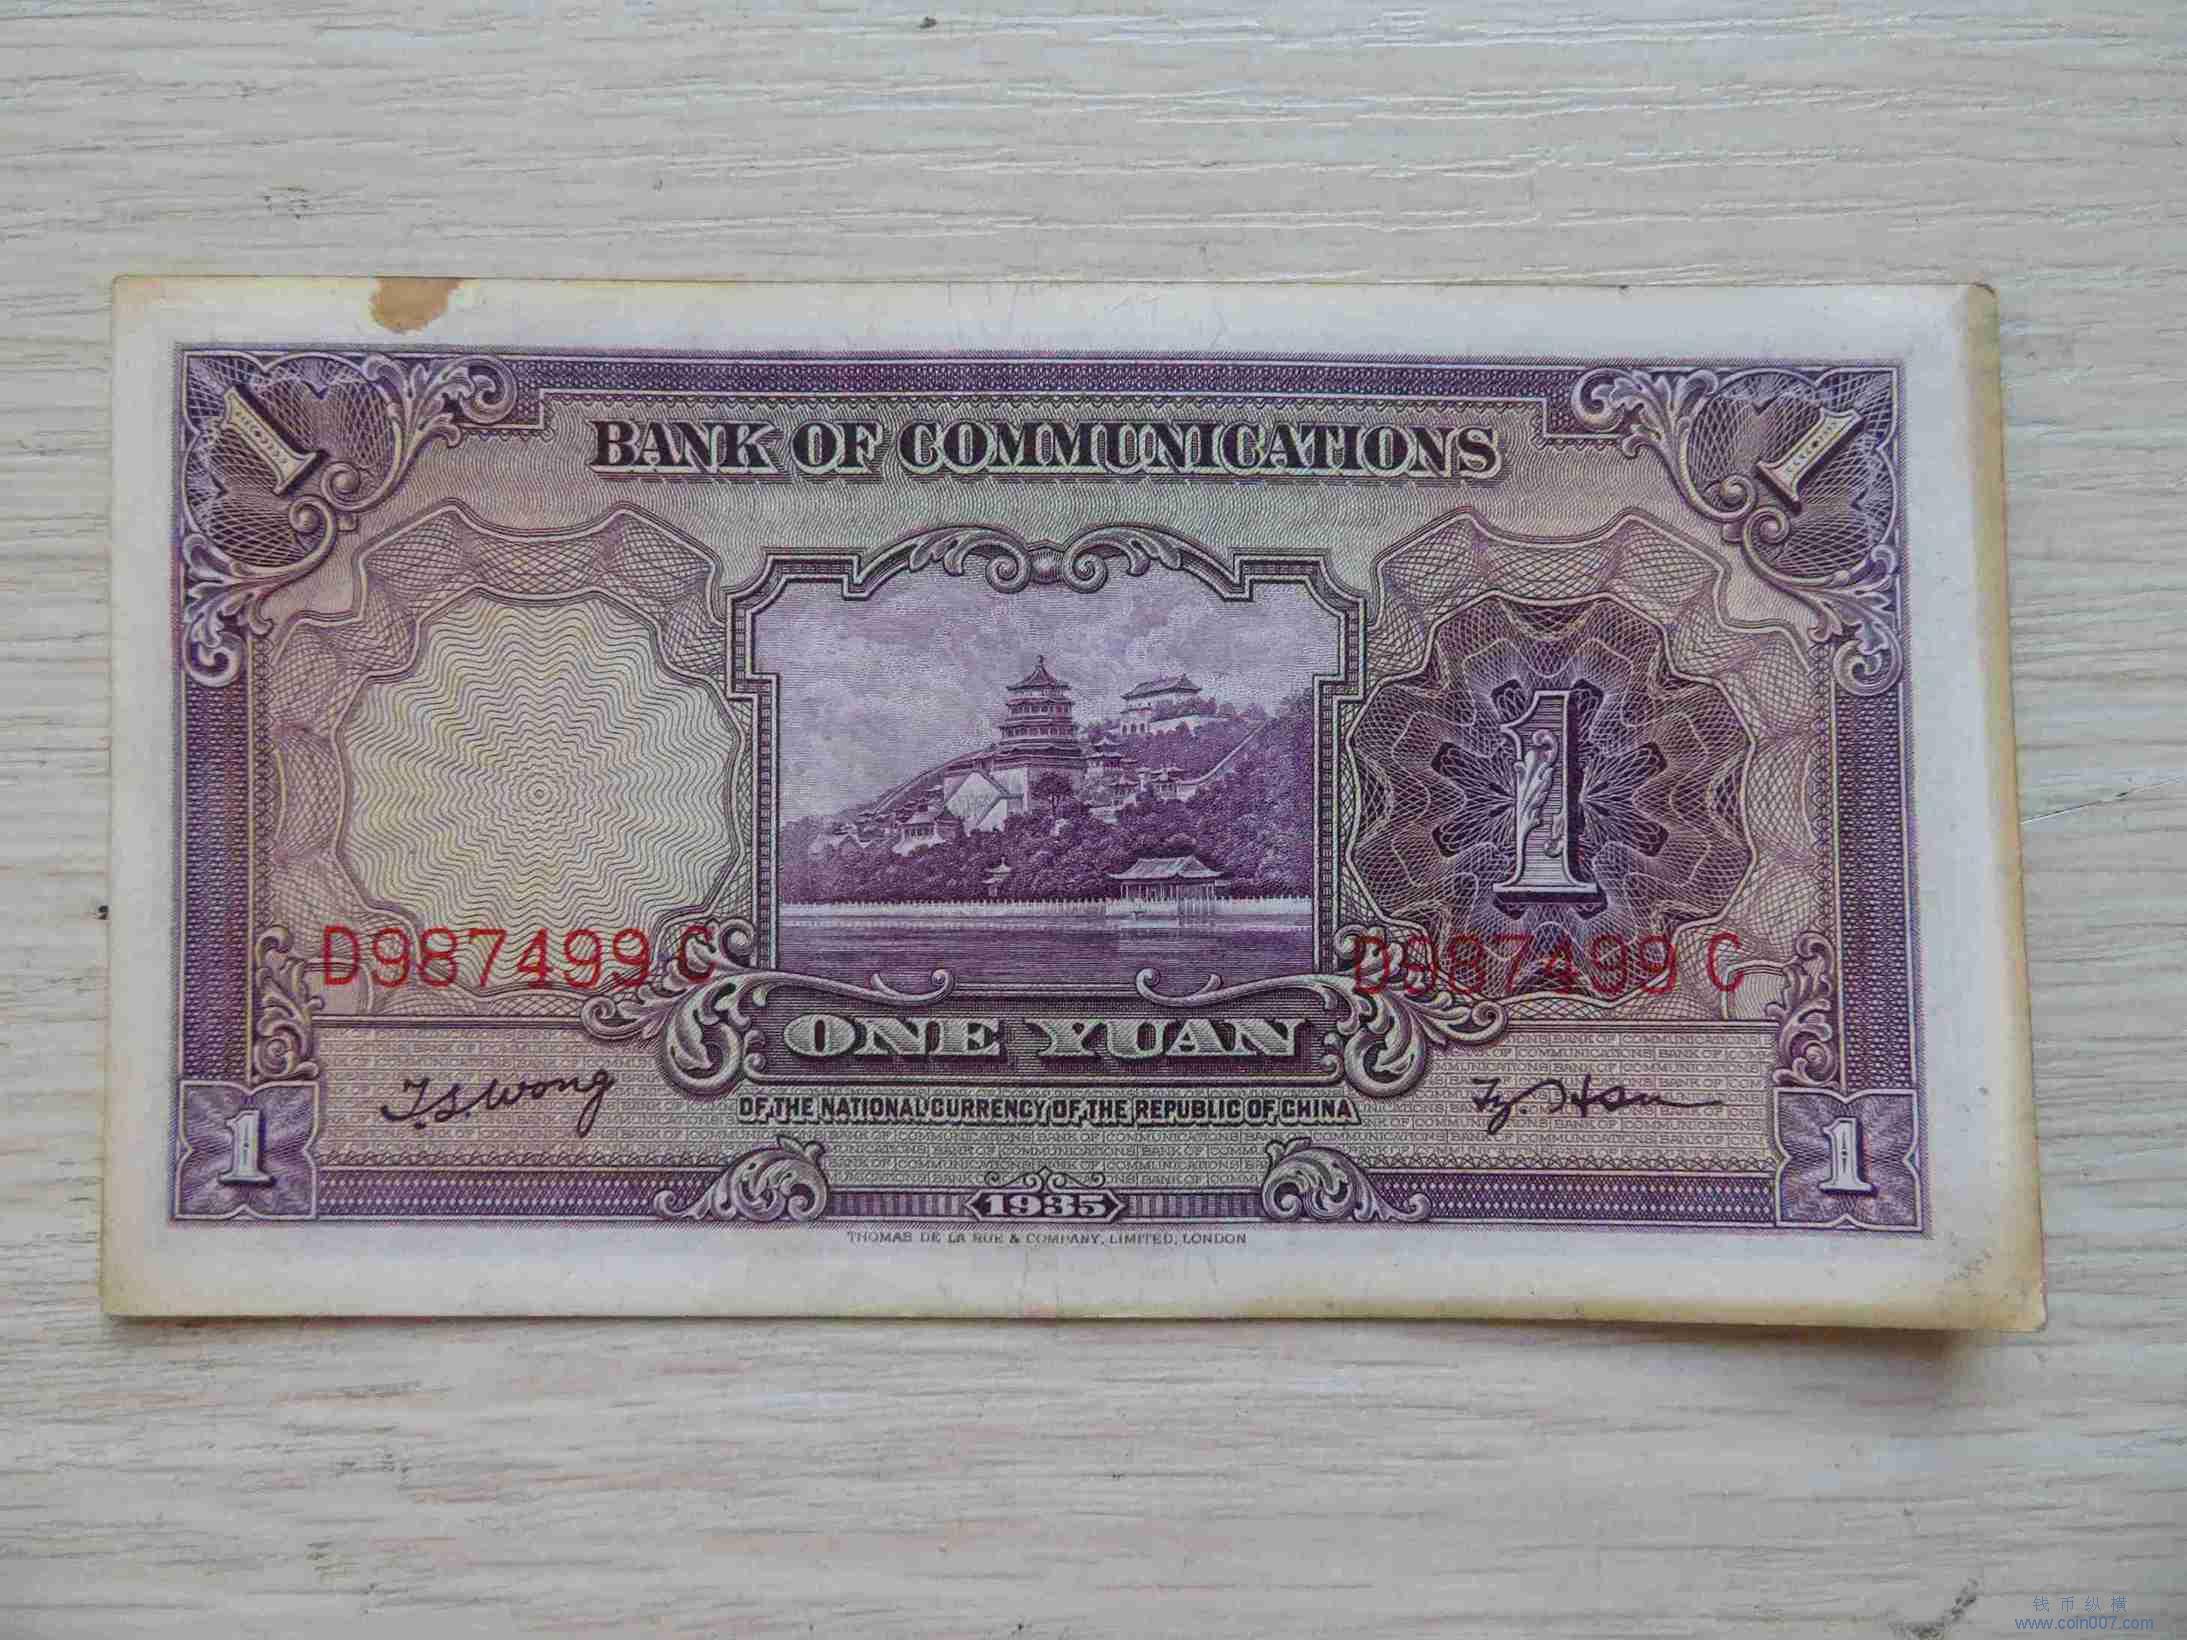 1 1
BANK OF COMMUNICATIONS
1
D987499 C D987499 C
ONE YUAN
T.S.Wong
OF THE NATIONAL CURRENCY OF THE REPUBLIC OF CHINA
1 1
1935
THOMAS DE LA RUE & COMPANY, LIMITED, LONDON
钱币纵横
www.coin007.com